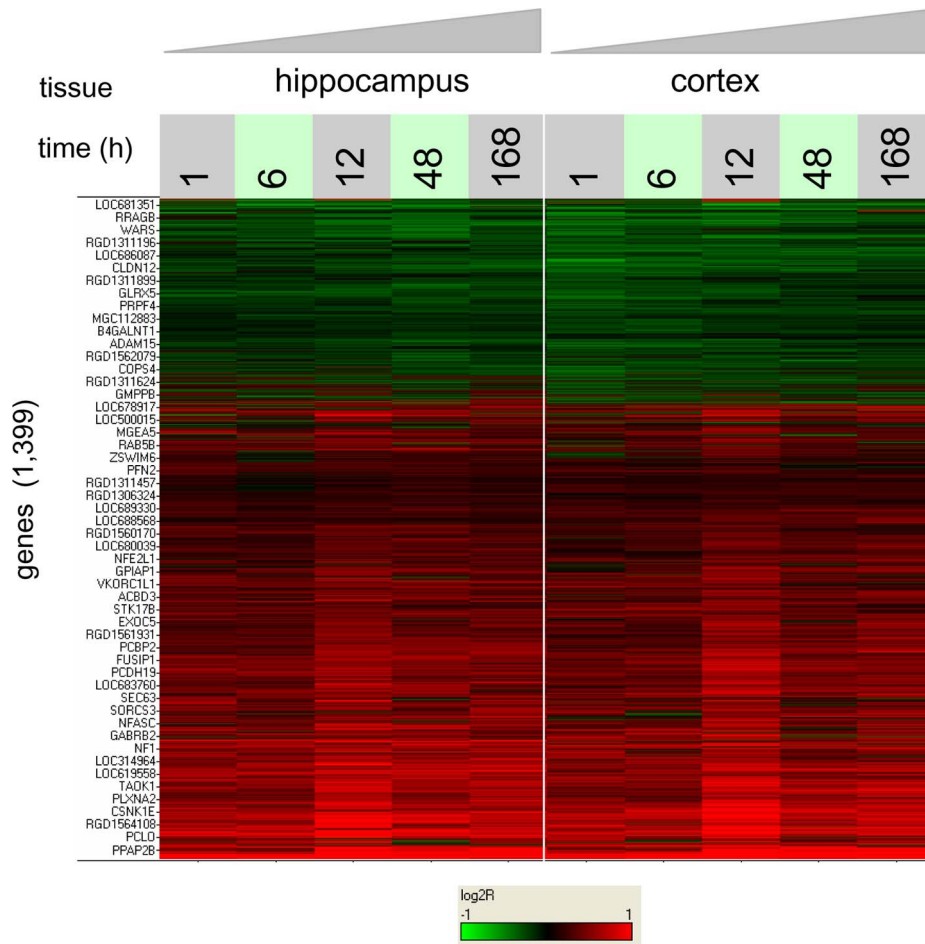 tissue
hippocampus
cortex
time (h)
1
6
12
48
168
1
6
12
48
168
genes (1,399)
LOC681351
RRAGB
WARS
RGD1311196
LOC686087
CLDN12
RGD1311899
GLRX5
PRPF4
MGC112883
B4GALNT1
ADAM15
RGD1562079
COPS4
RGD1311624
GMPPB
LOC678917
LOC500015
MGEA5
RAB5B
ZSWIM6
PFN2
RGD1311457
RGD1306324
LOC689330
LOC688568
RGD1560170
LOC680039
NFE2L1
GPIAP1
VKORC1L1
ACBD3
STK17B
EXOC5
RGD1561931
PCBP2
FUSIP1
PCDH19
LOC683760
SEC63
SORCS3
NFASC
GABRB2
NF1
LOC314964
LOC619558
TAOK1
PLXNA2
CSNK1E
RGD1564108
PCLO
PPAP2B
log2R
-1 1